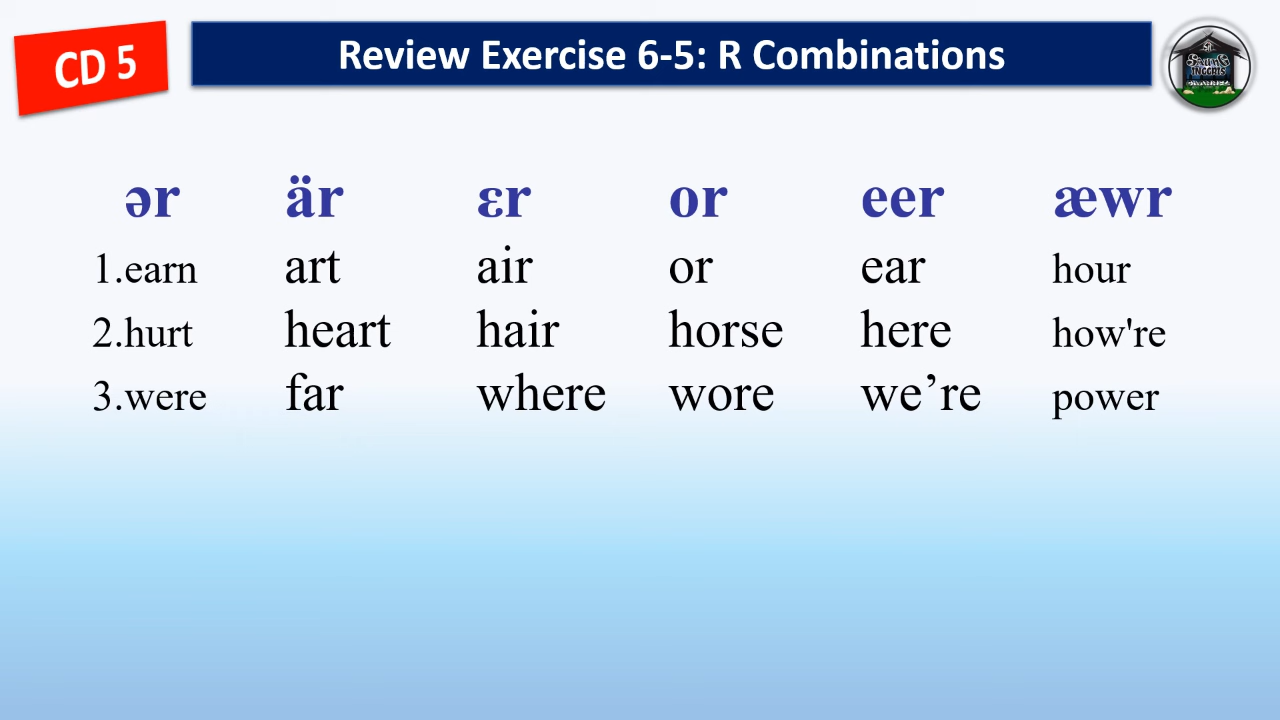 CD 5
Review Exercise 6-5: R Combinations
ər är ɛr or eer æwr
1.earn art air or ear hour
2.hurt heart hair horse here how're
3.were far where wore we’re power